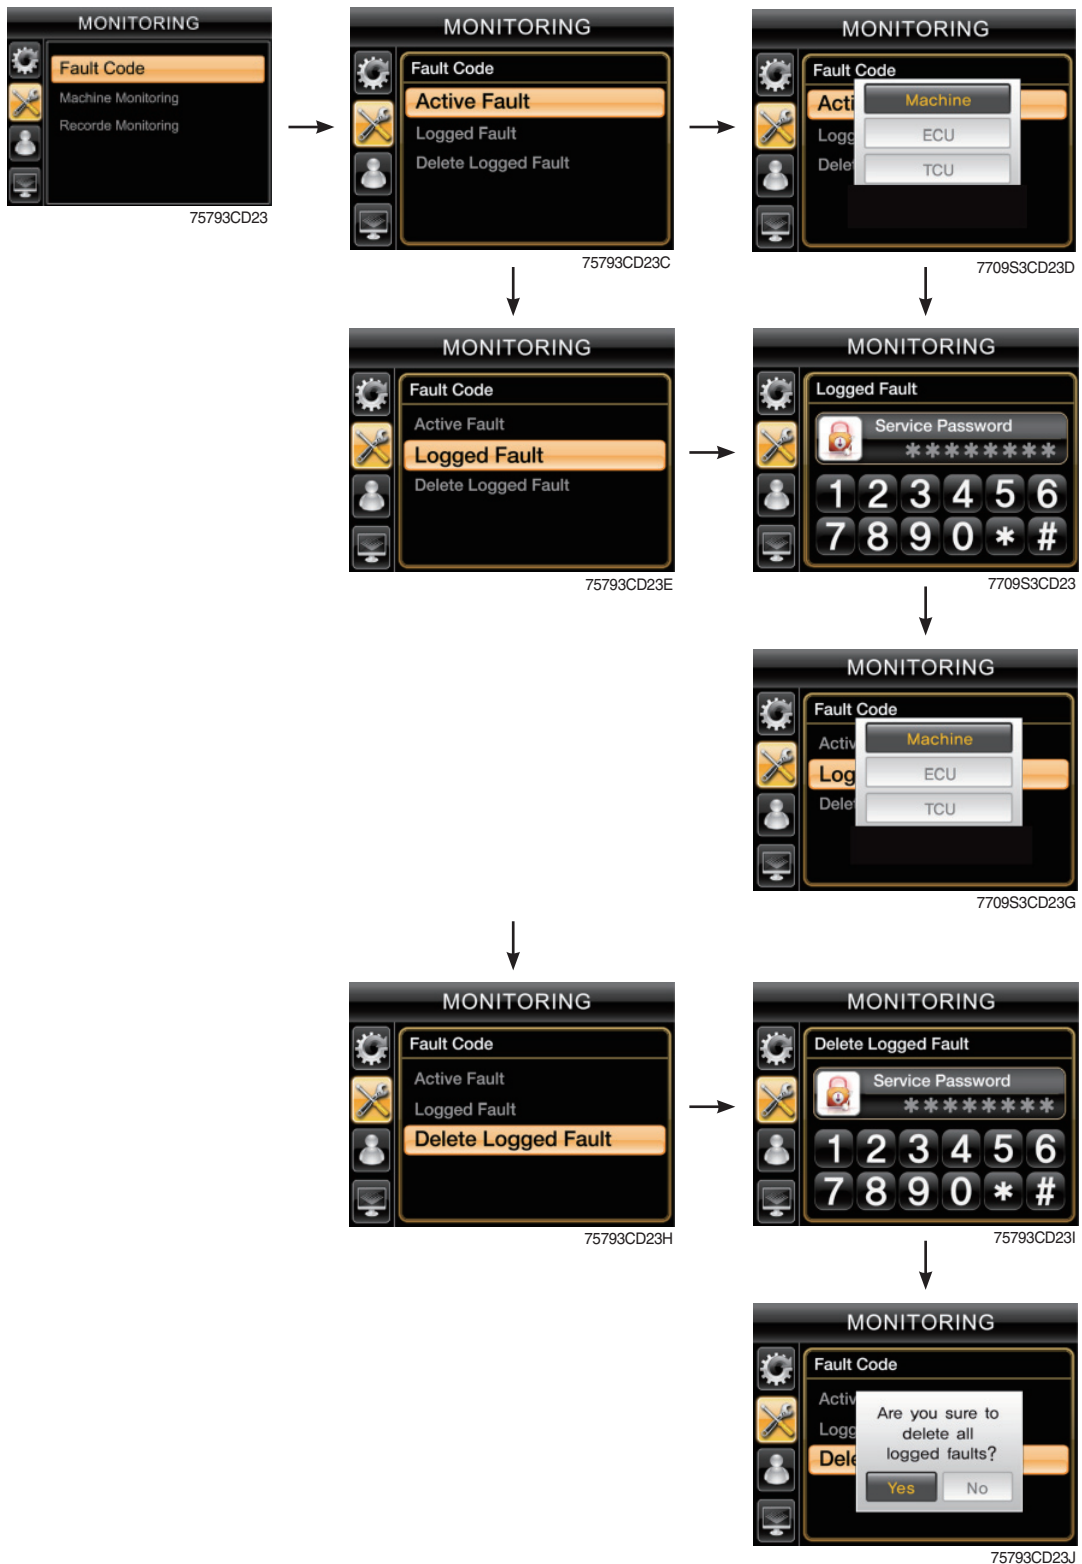 MONITORING
Fault Code
Machine Monitoring
Recorde Monitoring
75793CD23
MONITORING
Fault Code
Active Fault
Logged Fault
Delete Logged Fault
75793CD23C
MONITORING
Fault Code
Acti
Logg
Delet
Machine
ECU
TCU
7709S3CD23D
MONITORING
Fault Code
Active Fault
Logged Fault
Delete Logged Fault
75793CD23E
MONITORING
Logged Fault
Service Password
********
1 2 3 4 5 6
7 8 9 0 * #
7709S3CD23
MONITORING
Fault Code
Activ
Log
Delet
Machine
ECU
TCU
7709S3CD23G
MONITORING
Fault Code
Active Fault
Logged Fault
Delete Logged Fault
75793CD23H
MONITORING
Delete Logged Fault
Service Password
********
1 2 3 4 5 6
7 8 9 0 * #
75793CD23I
MONITORING
Fault Code
Activ
Logg
Dele
Are you sure to
delete all
logged faults?
Yes No
75793CD23J